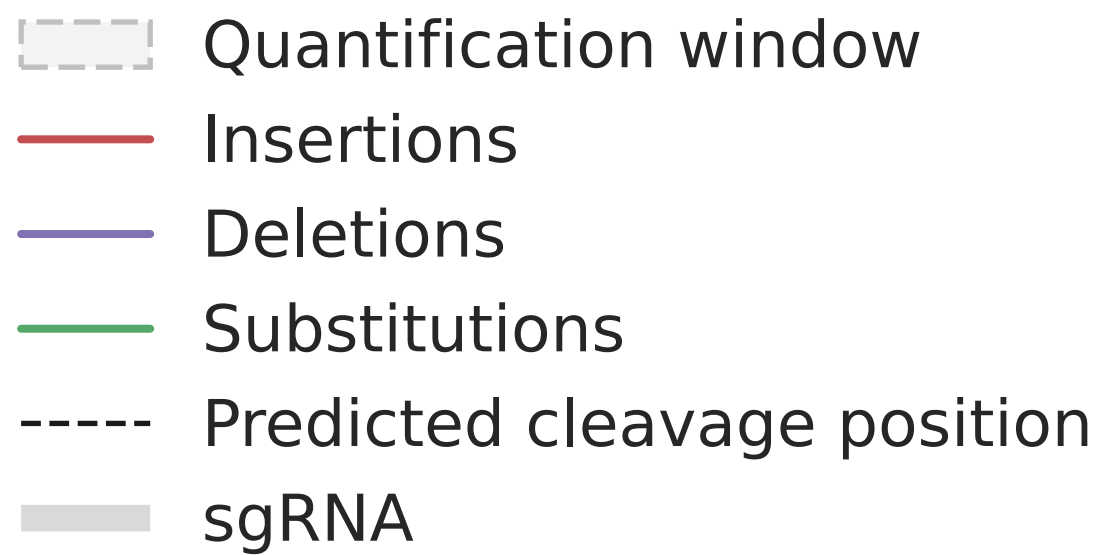 Quantification window
Insertions
Deletions
Substitutions
Predicted cleavage position
sgRNA